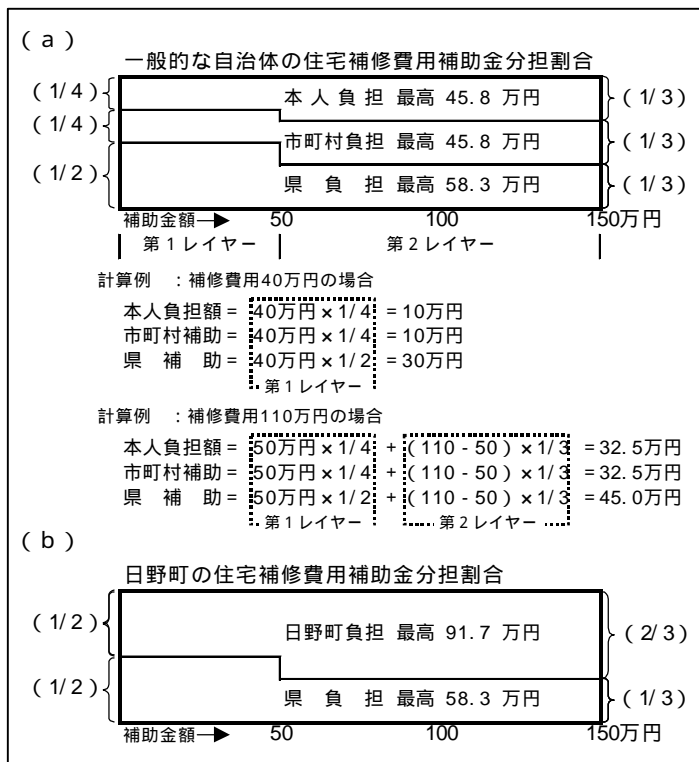 (a)
一般的な自治体の住宅補修費用補助金分担割合
(1/4) 本人負担 最高 45.8 万円 (1/3)
(1/4) 市町村負担 最高 45.8 万円 (1/3)
(1/2) 県負担 最高 58.3 万円 (1/3)
補助金額→ 50 100 150万円
第1レイヤー 第2レイヤー
計算例 :補修費用40万円の場合
本人負担額= 40万円×1/4 =10万円
市町村補助= 40万円×1/4 =10万円
県補助= 40万円×1/2 =30万円
第1レイヤー
計算例 :補修費用110万円の場合
本人負担額= 50万円×1/4 +(110-50)×1/3 =32.5万円
市町村補助= 50万円×1/4 +(110-50)×1/3 =32.5万円
県補助= 50万円×1/2 +(110-50)×1/3 =45.0万円
第1レイヤー 第2レイヤー
(b)
日野町の住宅補修費用補助金分担割合
(1/2) 日野町負担 最高 91.7 万円 (2/3)
(1/2) 県負担 最高 58.3 万円 (1/3)
補助金額→ 50 100 150万円